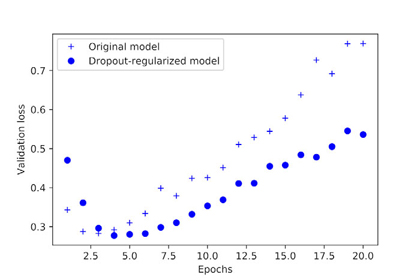 Original model
Dropout-regularized model
Validation loss
0.7
0.6
0.5
0.4
0.3
2.5 5.0 7.5 10.0 12.5 15.0 17.5 20.0
Epochs